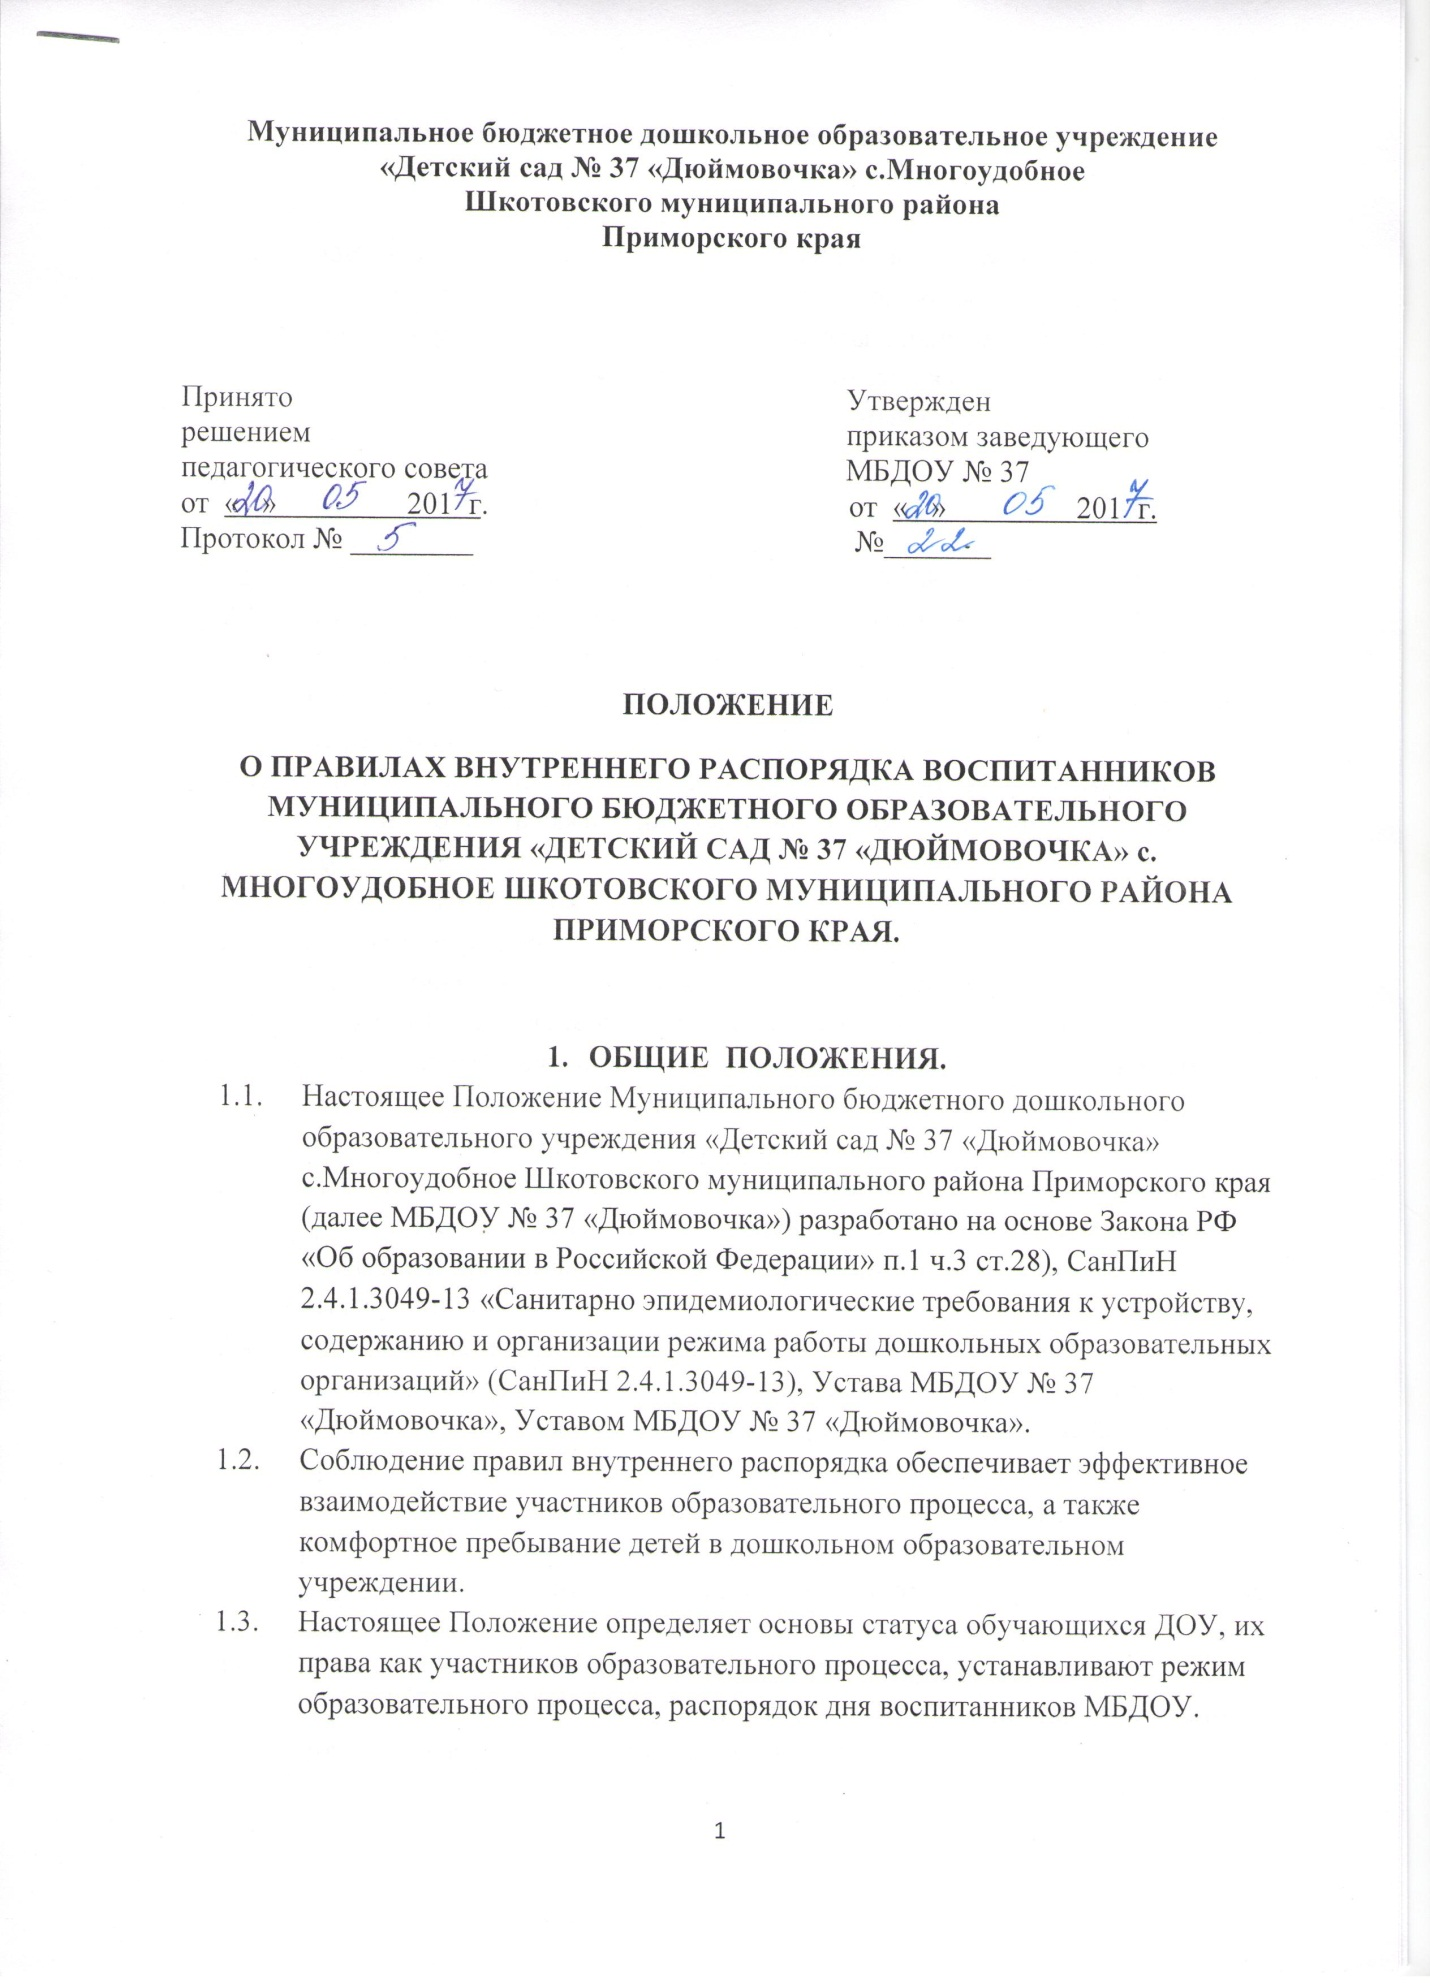 Муниципальное бюджетное дошкольное образовательное учреждение
«Детский сад № 37 «Дюймовочка» с.Многоудобное
Шкотовского муниципального района
Приморского края
Принято
решением
педагогического совета
от «20» 05 2017 г.
Протокол № 5
Утвержден
приказом заведующего
МБДОУ № 37
от «20» 05 2017 г.
№ 22
ПОЛОЖЕНИЕ
О ПРАВИЛАХ ВНУТРЕННЕГО РАСПОРЯДКА ВОСПИТАННИКОВ
МУНИЦИПАЛЬНОГО БЮДЖЕТНОГО ОБРАЗОВАТЕЛЬНОГО
УЧРЕЖДЕНИЯ «ДЕТСКИЙ САД № 37 «ДЮЙМОВОЧКА» с.
МНОГОУДОБНОЕ ШКОТОВСКОГО МУНИЦИПАЛЬНОГО РАЙОНА
ПРИМОРСКОГО КРАЯ.
1. ОБЩИЕ ПОЛОЖЕНИЯ.
1.1. Настоящее Положение Муниципального бюджетного дошкольного
образовательного учреждения «Детский сад № 37 «Дюймовочка»
с.Многоудобное Шкотовского муниципального района Приморского края
(далее МБДОУ № 37 «Дюймовочка») разработано на основе Закона РФ
«Об образовании в Российской Федерации» п.1 ч.3 ст.28), СанПиН
2.4.1.3049-13 «Санитарно эпидемиологические требования к устройству,
содержанию и организации режима работы дошкольных образовательных
организаций» (СанПиН 2.4.1.3049-13), Устава МБДОУ № 37
«Дюймовочка», Уставом МБДОУ № 37 «Дюймовочка».
1.2. Соблюдение правил внутреннего распорядка обеспечивает эффективное
взаимодействие участников образовательного процесса, а также
комфортное пребывание детей в дошкольном образовательном
учреждении.
1.3. Настоящее Положение определяет основы статуса обучающихся ДОУ, их
права как участников образовательного процесса, устанавливают режим
образовательного процесса, распорядок дня воспитанников МБДОУ.
1